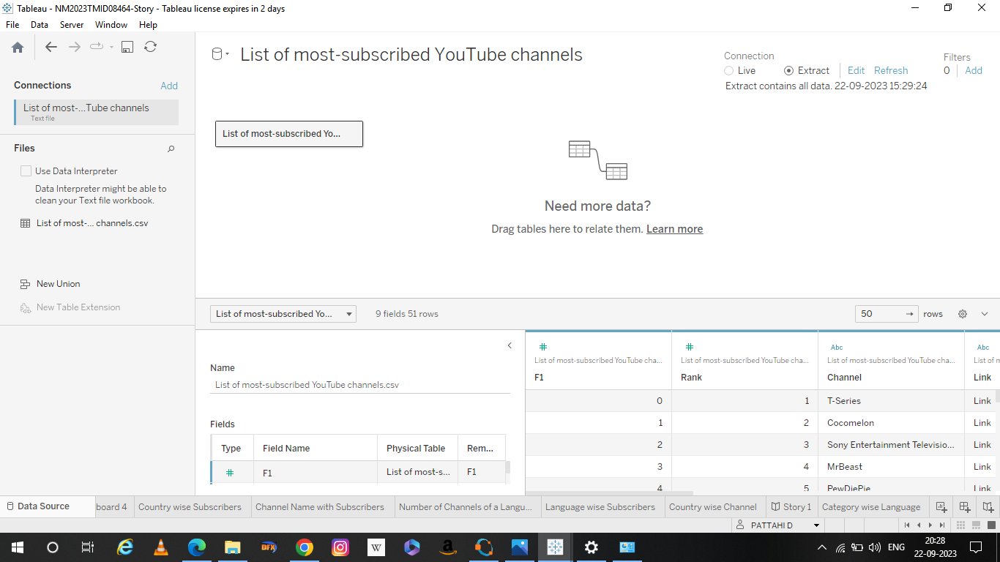 Tableau - NM2023TMID08464-Story - Tableau license expires in 2 days
File Data Server Window Help
Connections Add
List of most-...Tube channels
Text file
Files
Use Data Interpreter
Data Interpreter might be able to
clean your Text file workbook.
List of most-... channels.csv
New Union
New Table Extension
List of most-subscribed YouTube channels
Connection
Live Extract Edit Refresh
Extract contains all data. 22-09-2023 15:29:24
Filters
0 Add
List of most-subscribed Yo...
Need more data?
Drag tables here to relate them. Learn more
List of most-subscribed Yo... 9 fields 51 rows 50 rows
Name
List of most-subscribed YouTube channels.csv
Fields
Type Field Name Physical Table Rem...
# F1 List of most-s... F1
# # Abc Abc
List of most-subscribed YouTube cha... List of most-subscribed YouTube cha... List of most-subscribed YouTube cha... List of m
F1 Rank Channel Link
0 1 T-Series Link
1 2 Cocomelon Link
2 3 Sony Entertainment Televisio... Link
3 4 MrBeast Link
4 5 PewDiePie Link
Data Source board 4 Country wise Subscribers Channel Name with Subscribers Number of Channels of a Langu... Language wise Subscribers Country wise Channel Story 1 Category wise Language
PATTAHI D
DFX W a ENG 20:28
22-09-2023